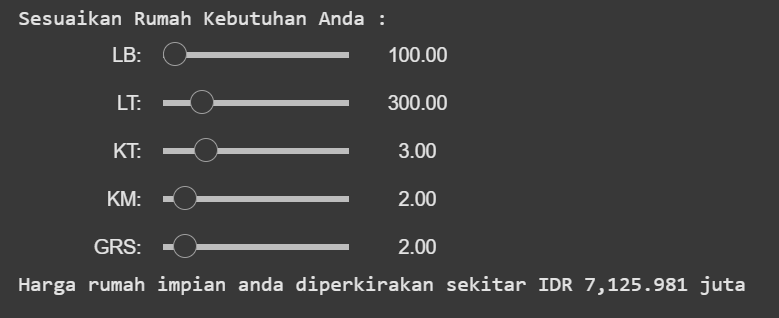 Sesuaikan Rumah Kebutuhan Anda :
LB: 100.00
LT: 300.00
KT: 3.00
KM: 2.00
GRS: 2.00
Harga rumah impian anda diperkirakan sekitar IDR 7,125.981 juta